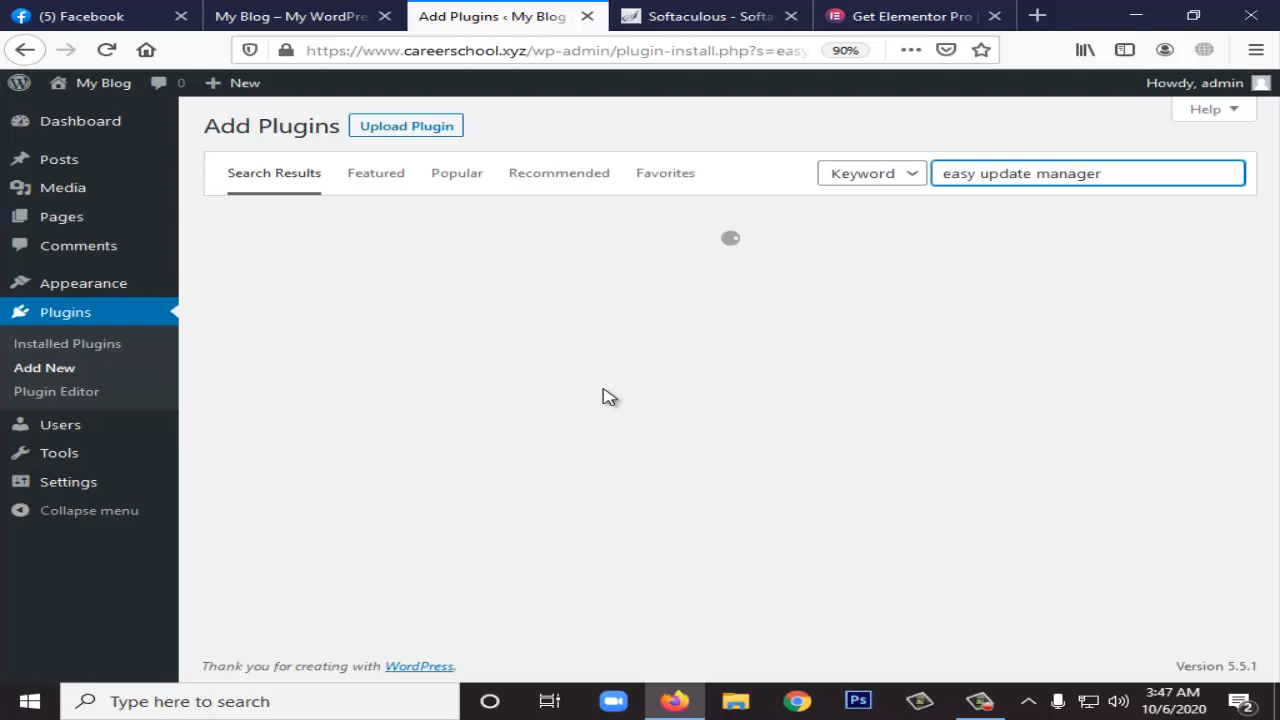 (5) Facebook
My Blog – My WordPre
Add Plugins ‹ My Blog
Softaculous - Softa
Get Elementor Pro |
https://www.careerschool.xyz/wp-admin/plugin-install.php?s=easy
90%
My Blog
0
New
Howdy, admin
Dashboard
Posts
Media
Pages
Comments
Appearance
Plugins
Installed Plugins
Add New
Plugin Editor
Users
Tools
Settings
Collapse menu
Help
Add Plugins
Upload Plugin
Search Results
Featured
Popular
Recommended
Favorites
Keyword
easy update manager
Thank you for creating with WordPress.
Version 5.5.1
Type here to search
Ps
3:47 AM
10/6/2020
2